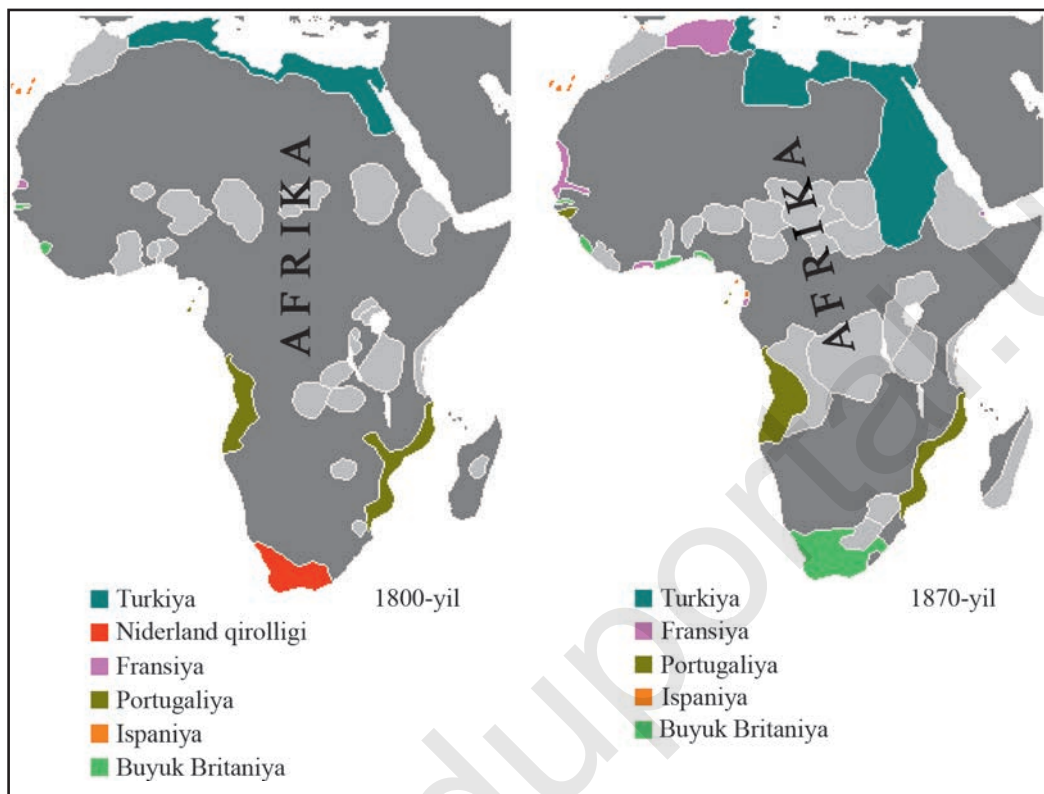 AFRIKA
Turkiya
Niderland qirolligi
Fransiya
Portugaliya
Ispaniya
Buyuk Britaniya
1800-yil
AFRIKA
Turkiya
Fransiya
Portugaliya
Ispaniya
Buyuk Britaniya
1870-yil